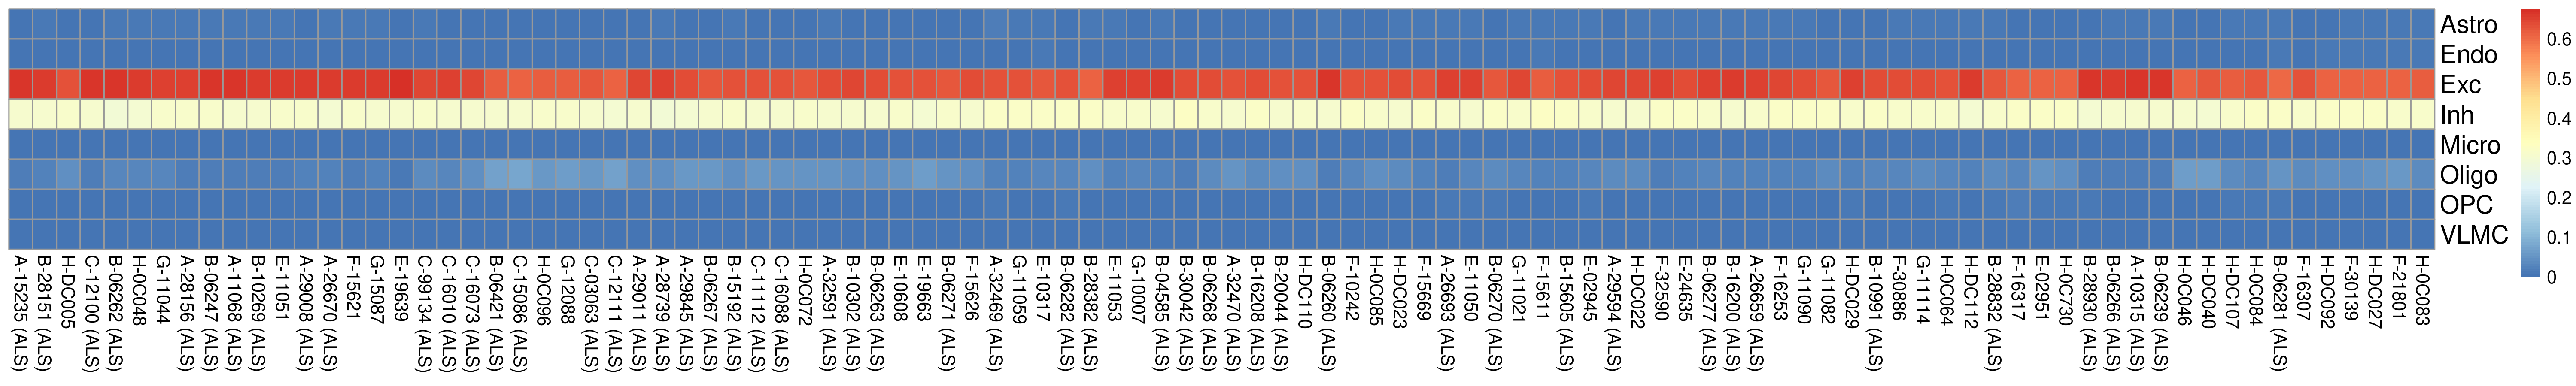 Astro
Endo
Exc
Inh
Micro
Oligo
OPC
VLMC
0.6
0.5
0.4
0.3
0.2
0.1
0
A-15235 (ALS)
B-28151 (ALS)
H-DC005
C-12100 (ALS)
B-06262 (ALS)
H-0C048
G-11044
A-28156 (ALS)
B-06247 (ALS)
A-11068 (ALS)
B-10269 (ALS)
E-11051
A-29008 (ALS)
A-26670 (ALS)
F-15621
G-15087
E-19639
C-99134 (ALS)
C-16010 (ALS)
C-16073 (ALS)
B-06421 (ALS)
C-15086 (ALS)
H-0C096
G-12088
C-03063 (ALS)
C-12111 (ALS)
A-29011 (ALS)
A-28739 (ALS)
A-29845 (ALS)
B-06267 (ALS)
B-15192 (ALS)
C-11112 (ALS)
C-16088 (ALS)
H-0C072
A-32591 (ALS)
B-10302 (ALS)
B-06263 (ALS)
E-10608
E-19663
B-06271 (ALS)
F-15626
A-32469 (ALS)
G-11059
E-10317
B-06282 (ALS)
B-28382 (ALS)
E-11053
G-10007
B-04585 (ALS)
B-30042 (ALS)
B-06268 (ALS)
A-32470 (ALS)
B-16208 (ALS)
B-20044 (ALS)
H-DC110
B-06260 (ALS)
F-10242
H-0C085
H-DC023
F-15669
A-26693 (ALS)
E-11050
B-06270 (ALS)
G-11021
F-15611
B-15605 (ALS)
E-02945
A-29594 (ALS)
H-DC022
F-32590
E-24635
B-06277 (ALS)
B-16200 (ALS)
A-26659 (ALS)
F-16253
G-11090
G-11082
H-DC029
B-10991 (ALS)
F-30886
G-11114
H-0C064
H-DC112
B-28832 (ALS)
F-16317
E-02951
H-0C730
B-28930 (ALS)
B-06266 (ALS)
A-10315 (ALS)
B-06239 (ALS)
H-0C046
H-DC040
H-DC107
H-0C084
B-06281 (ALS)
F-16307
H-DC092
F-30139
H-DC027
F-21801
H-0C083